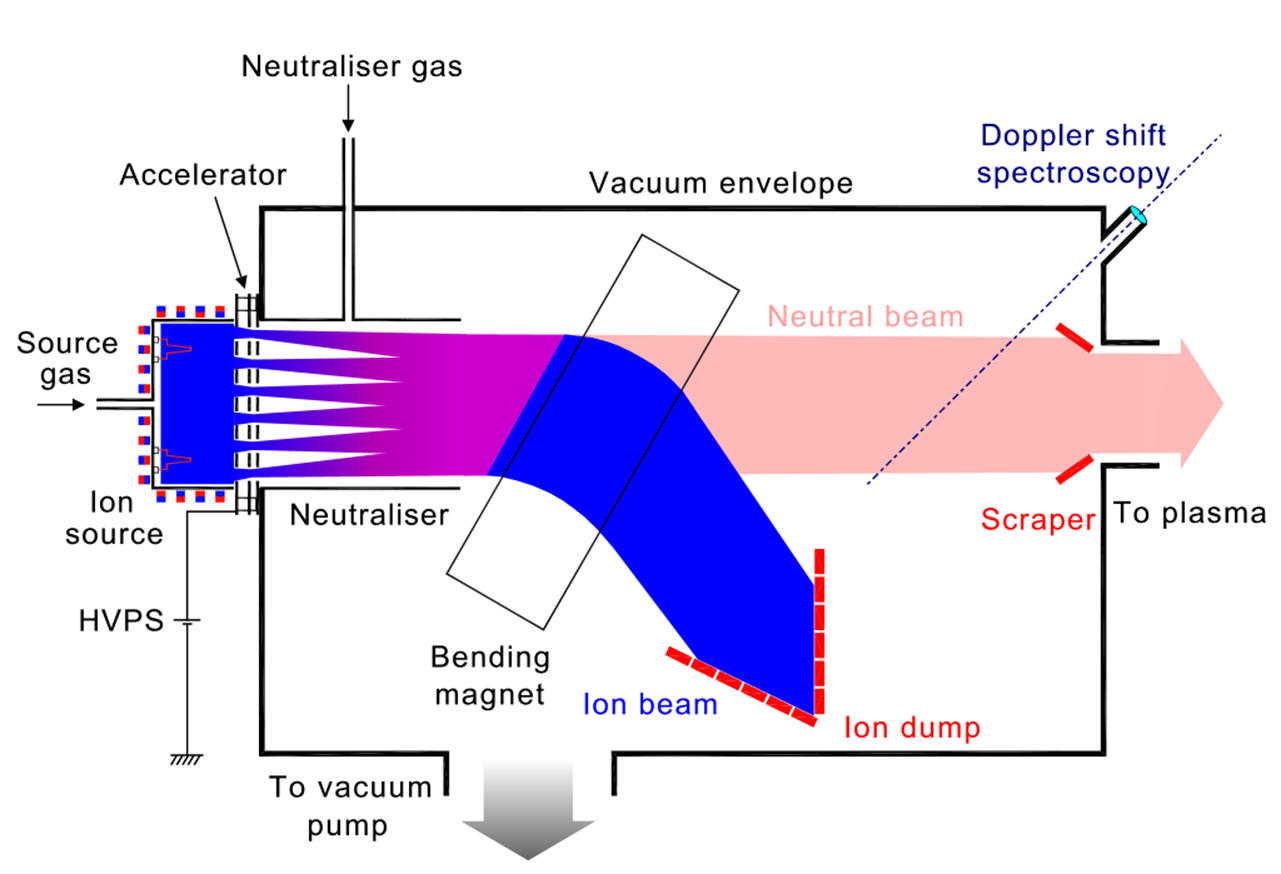 Neutraliser gas
Accelerator
Vacuum envelope
Doppler shift
spectroscopy
Source
gas
Neutral beam
Ion
source
Neutraliser
Scraper
To plasma
HVPS
Bending
magnet
Ion beam
Ion dump
To vacuum
pump